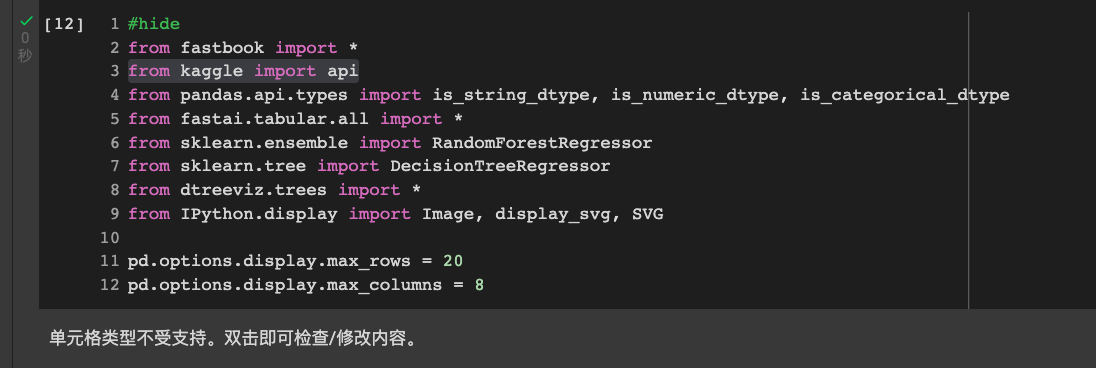 [12] 1 #hide
0 2 from fastbook import *
秒 3 from kaggle import api
4 from pandas.api.types import is_string_dtype, is_numeric_dtype, is_categorical_dtype
5 from fastai.tabular.all import *
6 from sklearn.ensemble import RandomForestRegressor
7 from sklearn.tree import DecisionTreeRegressor
8 from dtreeviz.trees import *
9 from IPython.display import Image, display_svg, SVG
10
11 pd.options.display.max_rows = 20
12 pd.options.display.max_columns = 8
单元格类型不受支持。双击即可检查/修改内容。